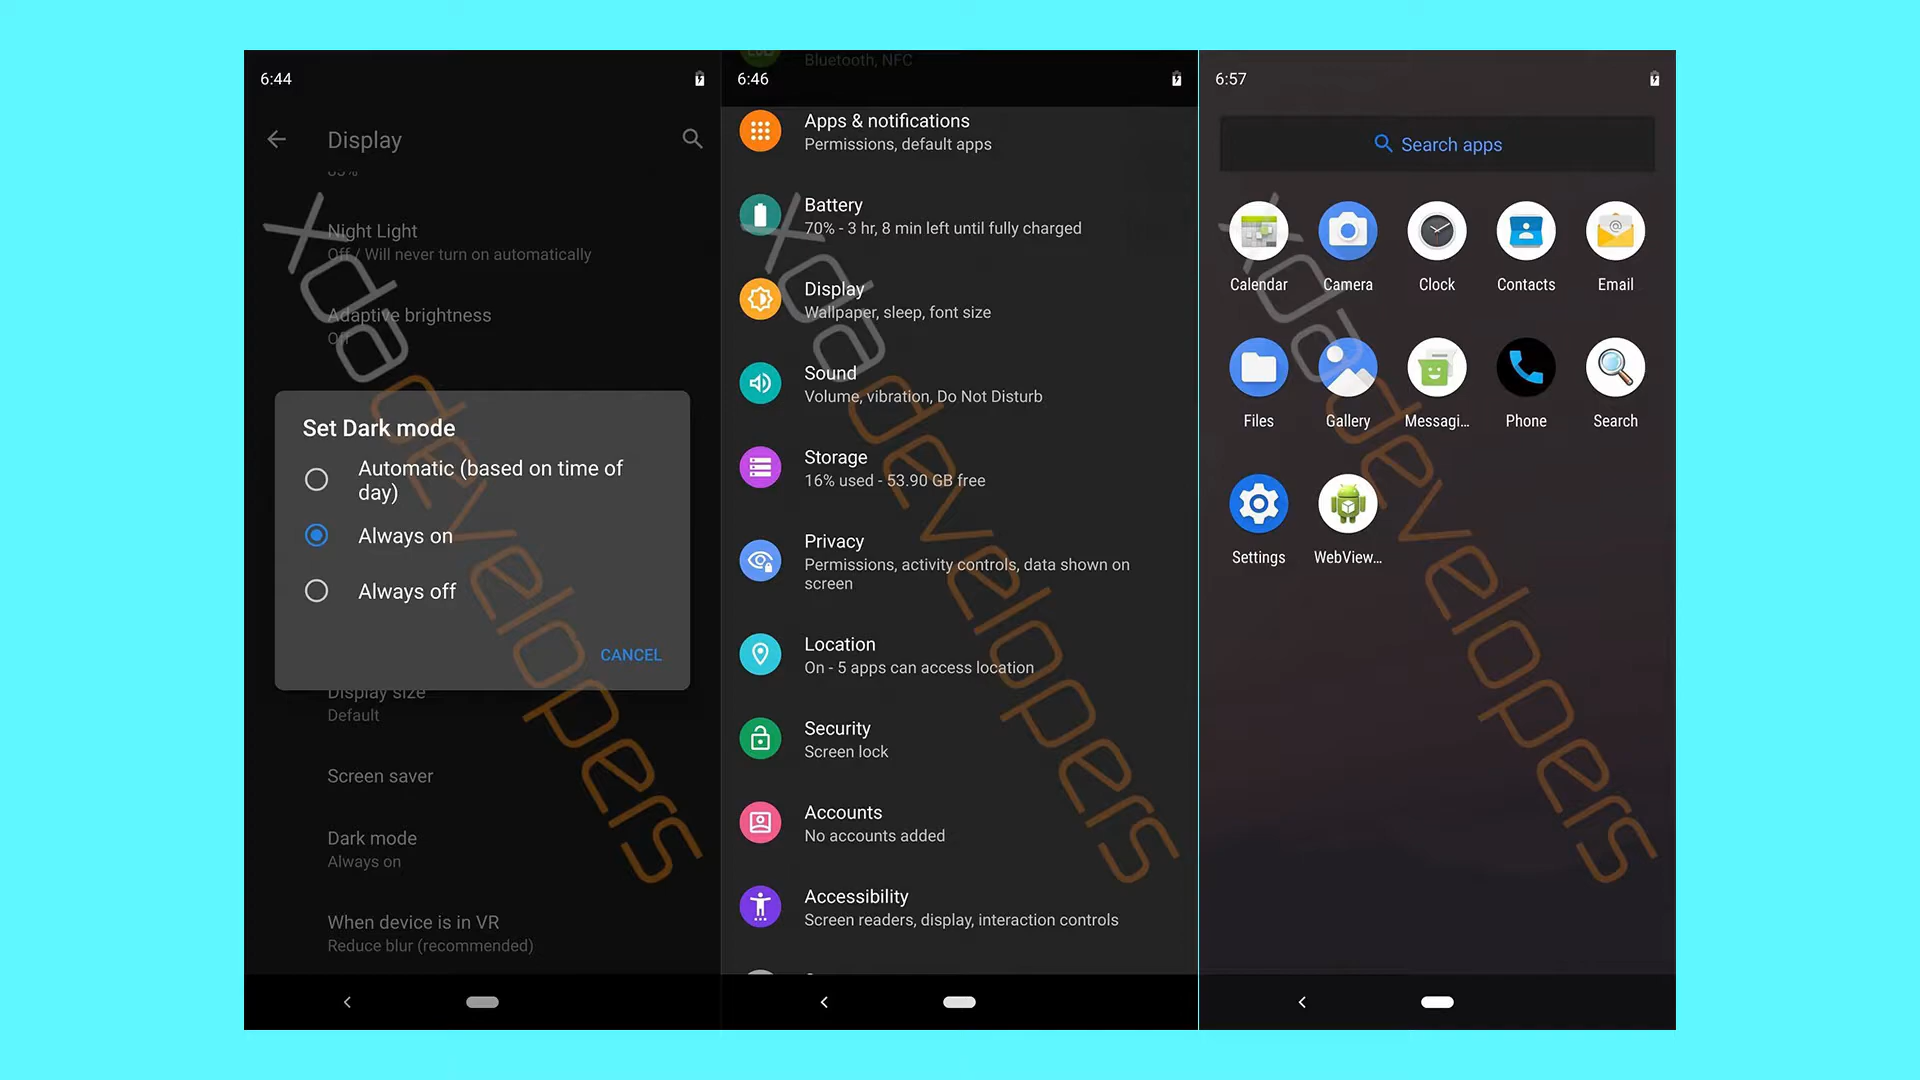 6:44
Display
85%
Night Light
Off / Will never turn on automatically
Adaptive brightness
Off
Set Dark mode
Automatic (based on time of
day)
Always on
Always off
CANCEL
Display size
Default
Screen saver
Dark mode
Always on
When device is in VR
Reduce blur (recommended)
xdadevelopers
Bluetooth, NFC
6:46
Apps & notifications
Permissions, default apps
Battery
70% - 3 hr, 8 min left until fully charged
Display
Wallpaper, sleep, font size
Sound
Volume, vibration, Do Not Disturb
Storage
16% used - 53.90 GB free
Privacy
Permissions, activity controls, data shown on
screen
Location
On - 5 apps can access location
Security
Screen lock
Accounts
No accounts added
Accessibility
Screen readers, display, interaction controls
xdadevelopers
6:57
Search apps
Calendar Camera Clock Contacts Email
Files Gallery Messagi... Phone Search
Settings WebView...
xdadevelopers